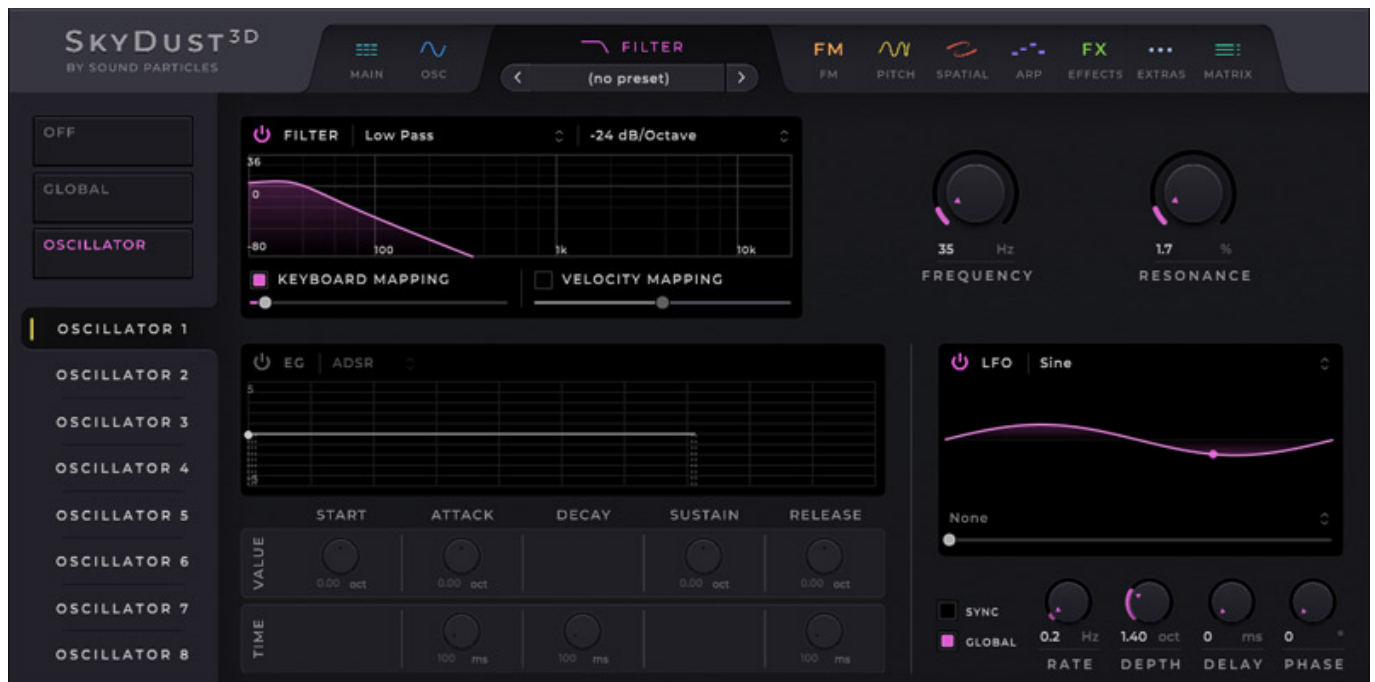 SKYDUST3D
BY SOUND PARTICLES
MAIN
OSC
FILTER
(no preset)
FM
FM
PITCH
SPATIAL
ARP
FX
EFFECTS
EXTRAS
MATRIX
OFF
GLOBAL
OSCILLATOR
OSCILLATOR 1
OSCILLATOR 2
OSCILLATOR 3
OSCILLATOR 4
OSCILLATOR 5
OSCILLATOR 6
OSCILLATOR 7
OSCILLATOR 8
FILTER Low Pass -24 dB/Octave
36
0
-80 100 1k 10k
KEYBOARD MAPPING VELOCITY MAPPING
35 Hz
FREQUENCY
1.7 %
RESONANCE
EG ADSR
5
-5
START ATTACK DECAY SUSTAIN RELEASE
VALUE
0.00 oct 0.00 oct 0.00 oct 0.00 oct
TIME
100 ms 100 ms 100 ms
LFO Sine
None
SYNC
GLOBAL
0.2 Hz 1.40 oct 0 ms 0 °
RATE DEPTH DELAY PHASE